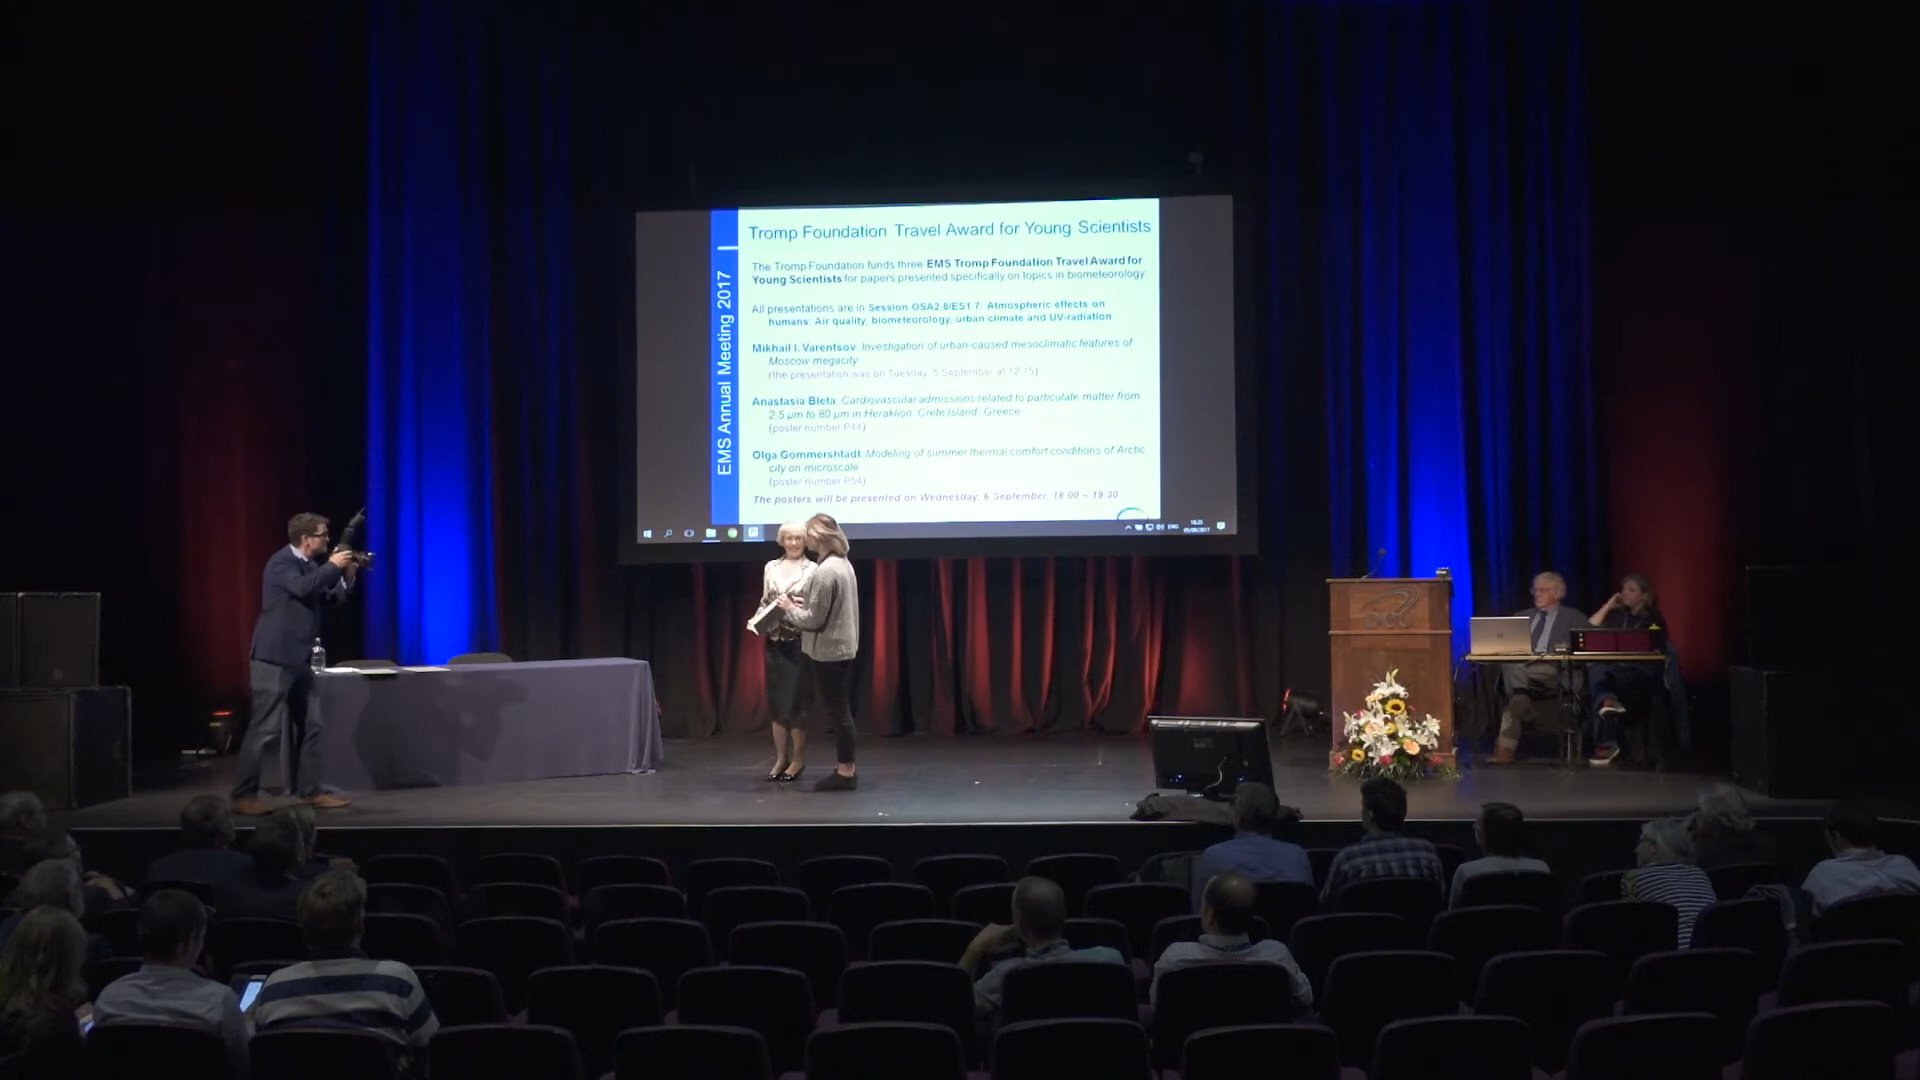 Tromp Foundation Travel Award for Young Scientists
EMS Annual Meeting 2017
The Tromp Foundation funds three EMS Tromp Foundation Travel Award for
Young Scientists for papers presented specifically on topics in biometeorology.
All presentations are in Session OSA2.8/ES1.7: Atmospheric effects on
humans: Air quality, biometeorology, urban climate and UV-radiation
Mikhail I. Varentsov: Investigation of urban-caused mesoclimatic features of
Moscow megacity
(the presentation was on Tuesday, 5 September at 12.15)
Anastasia Bleta: Cardiovascular admissions related to particulate matter from
2.5 µm to 80 µm in Heraklion, Crete Island, Greece
(poster number P44)
Olga Gommershtadt: Modeling of summer thermal comfort conditions of Arctic
city on microscale
(poster number P54)
The posters will be presented on Wednesday, 6 September, 18:00 – 19:30
ENG
05/09/2017